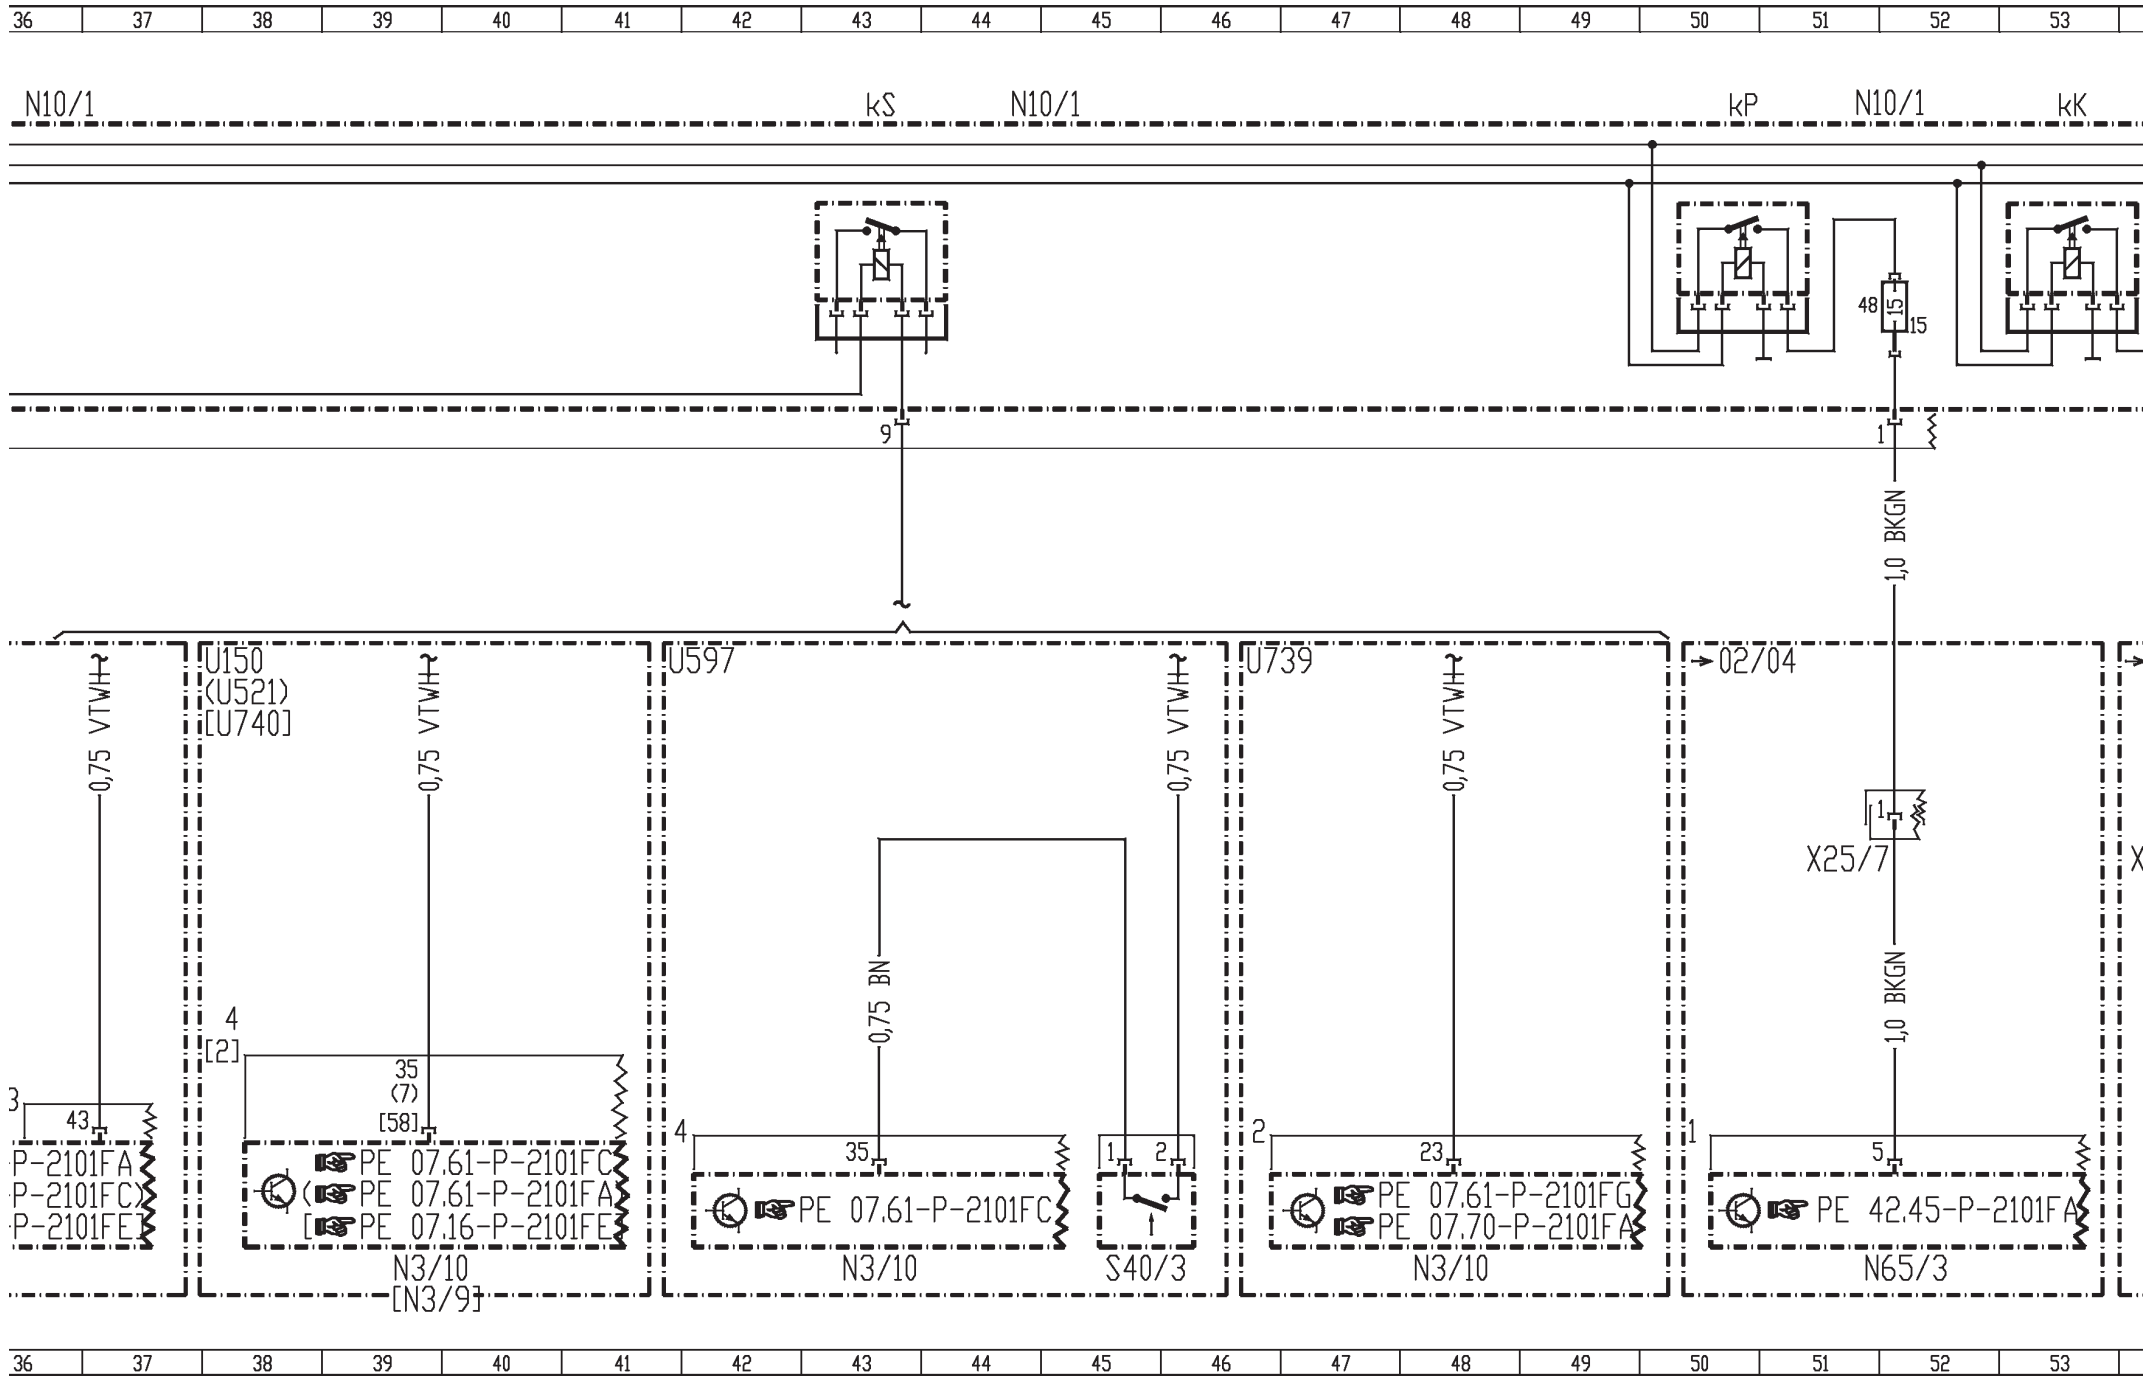 36 37 38 39 40 41 42 43 44 45 46 47 48 49 50 51 52 53
N10/1 kS N10/1 kP N10/1 kK
48 15 15
9 1
1,0 BKGN
U150 U597 U739 02/04
(U521)
[U740]
0,75 VTWH 0,75 VTWH 0,75 VTWH 0,75 VTWH
1
X25/7 X
0,75 BN 1,0 BKGN
4
[2]
35
(7)
[58]
3 43
4 35 1 2 2 23 1 5
P-2101FA PE 07.61-P-2101FC
P-2101FC) (PE 07.61-P-2101FA)
P-2101FE] [PE 07.16-P-2101FE]
PE 07.61-P-2101FC
PE 07.61-P-2101FG
PE 07.70-P-2101FA
PE 42.45-P-2101FA
N3/10 N3/10 S40/3 N3/10 N65/3
[N3/9]
36 37 38 39 40 41 42 43 44 45 46 47 48 49 50 51 52 53